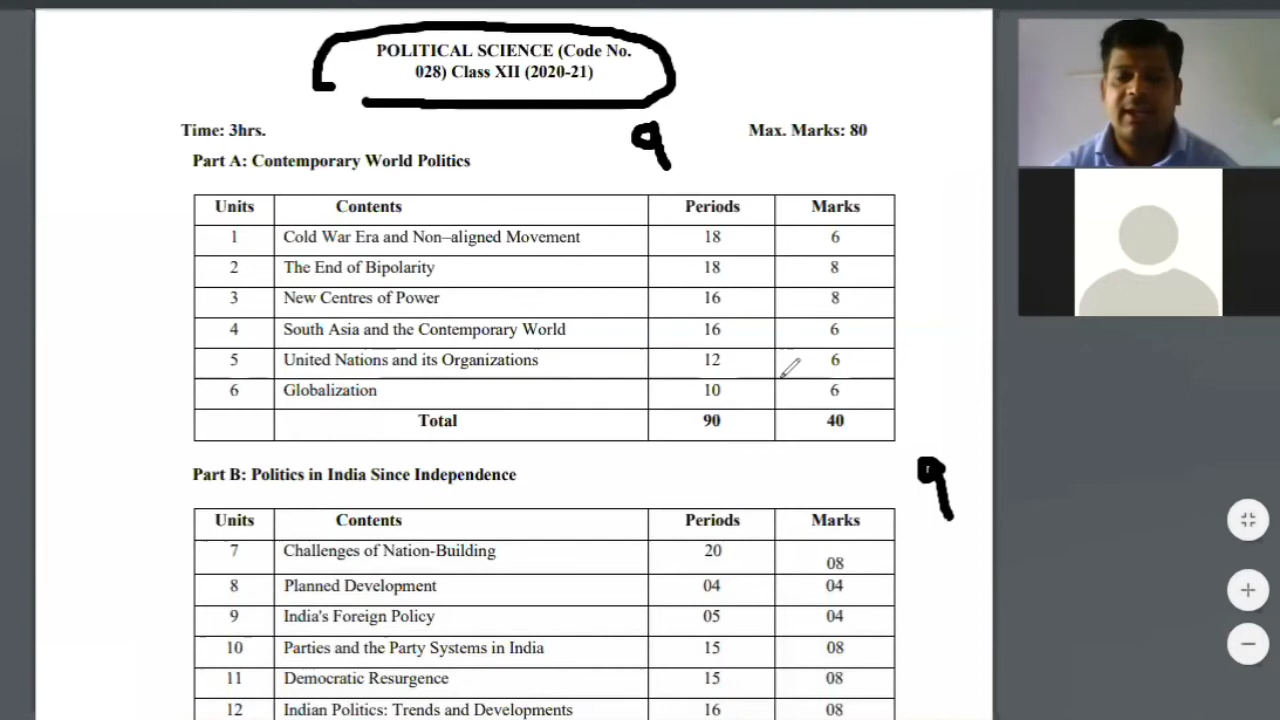 POLITICAL SCIENCE (Code No.
028) Class XII (2020-21)
9
Time: 3hrs. Max. Marks: 80
Part A: Contemporary World Politics
Units Contents Periods Marks
1 Cold War Era and Non–aligned Movement 18 6
2 The End of Bipolarity 18 8
3 New Centres of Power 16 8
4 South Asia and the Contemporary World 16 6
5 United Nations and its Organizations 12 6
6 Globalization 10 6
Total 90 40
9
Part B: Politics in India Since Independence
Units Contents Periods Marks
7 Challenges of Nation-Building 20 08
8 Planned Development 04 04
9 India's Foreign Policy 05 04
10 Parties and the Party Systems in India 15 08
11 Democratic Resurgence 15 08
12 Indian Politics: Trends and Developments 16 08